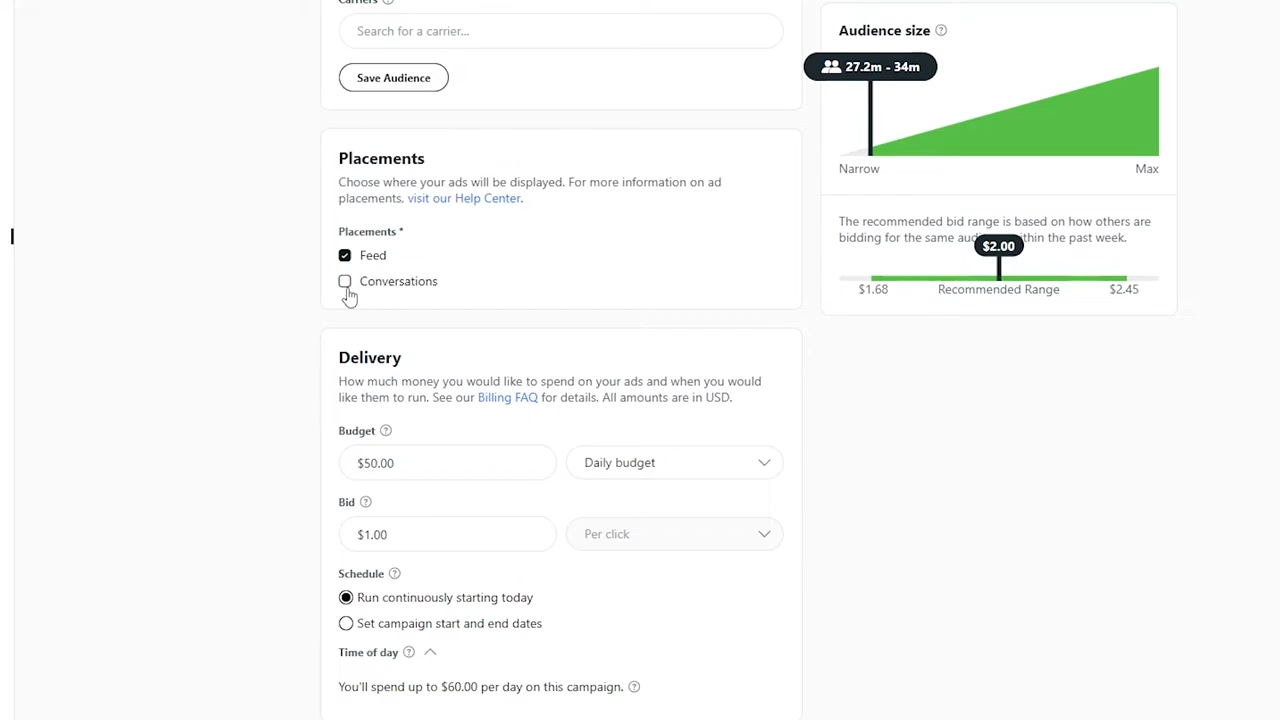 Carriers
Search for a carrier...
Save Audience
Placements
Choose where your ads will be displayed. For more information on ad
placements, visit our Help Center.
Placements *
Feed
Conversations
Delivery
How much money you would like to spend on your ads and when you would
like them to run. See our Billing FAQ for details. All amounts are in USD.
Budget
$50.00
Daily budget
Bid
$1.00
Per click
Schedule
Run continuously starting today
Set campaign start and end dates
Time of day
You'll spend up to $60.00 per day on this campaign.
Audience size
27.2m - 34m
Narrow
Max
The recommended bid range is based on how others are
bidding for the same within the past week.
$2.00
$1.68
Recommended Range
$2.45